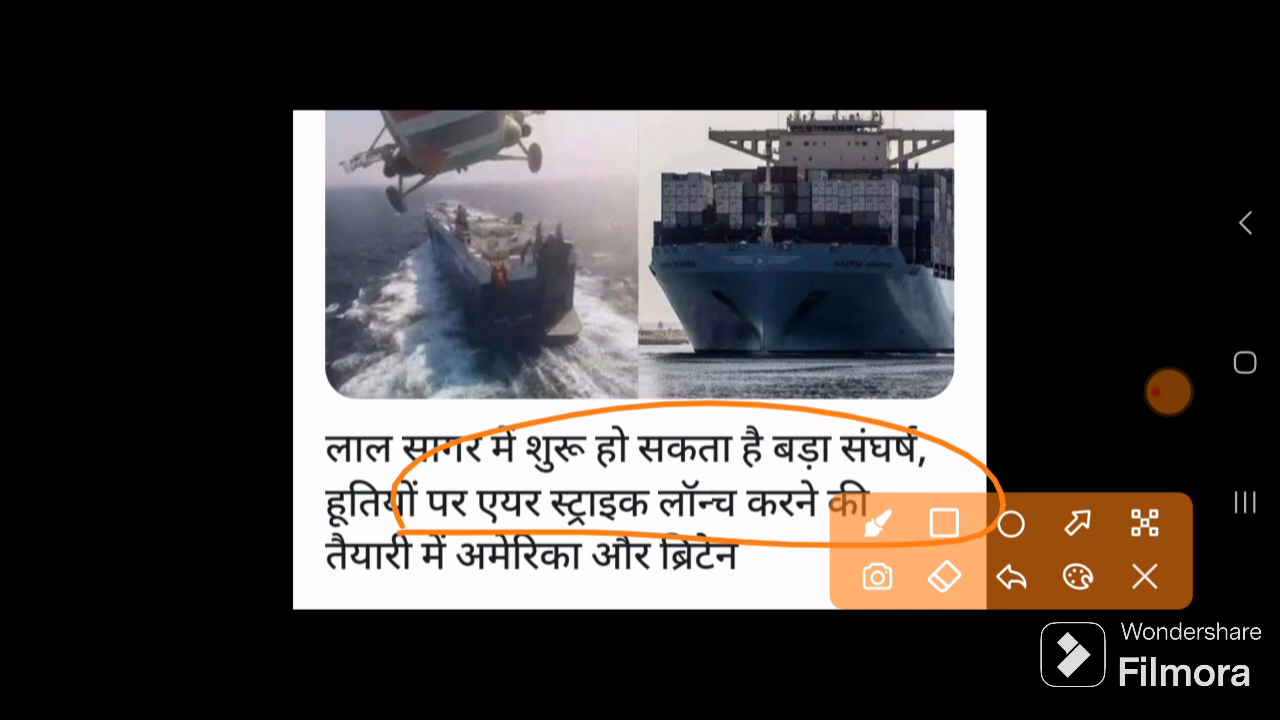 लाल सागर में शुरू हो सकता है बड़ा संघर्ष,
हूतियों पर एयर स्ट्राइक लॉन्च करने की
तैयारी में अमेरिका और ब्रिटेन
Wondershare
Filmora